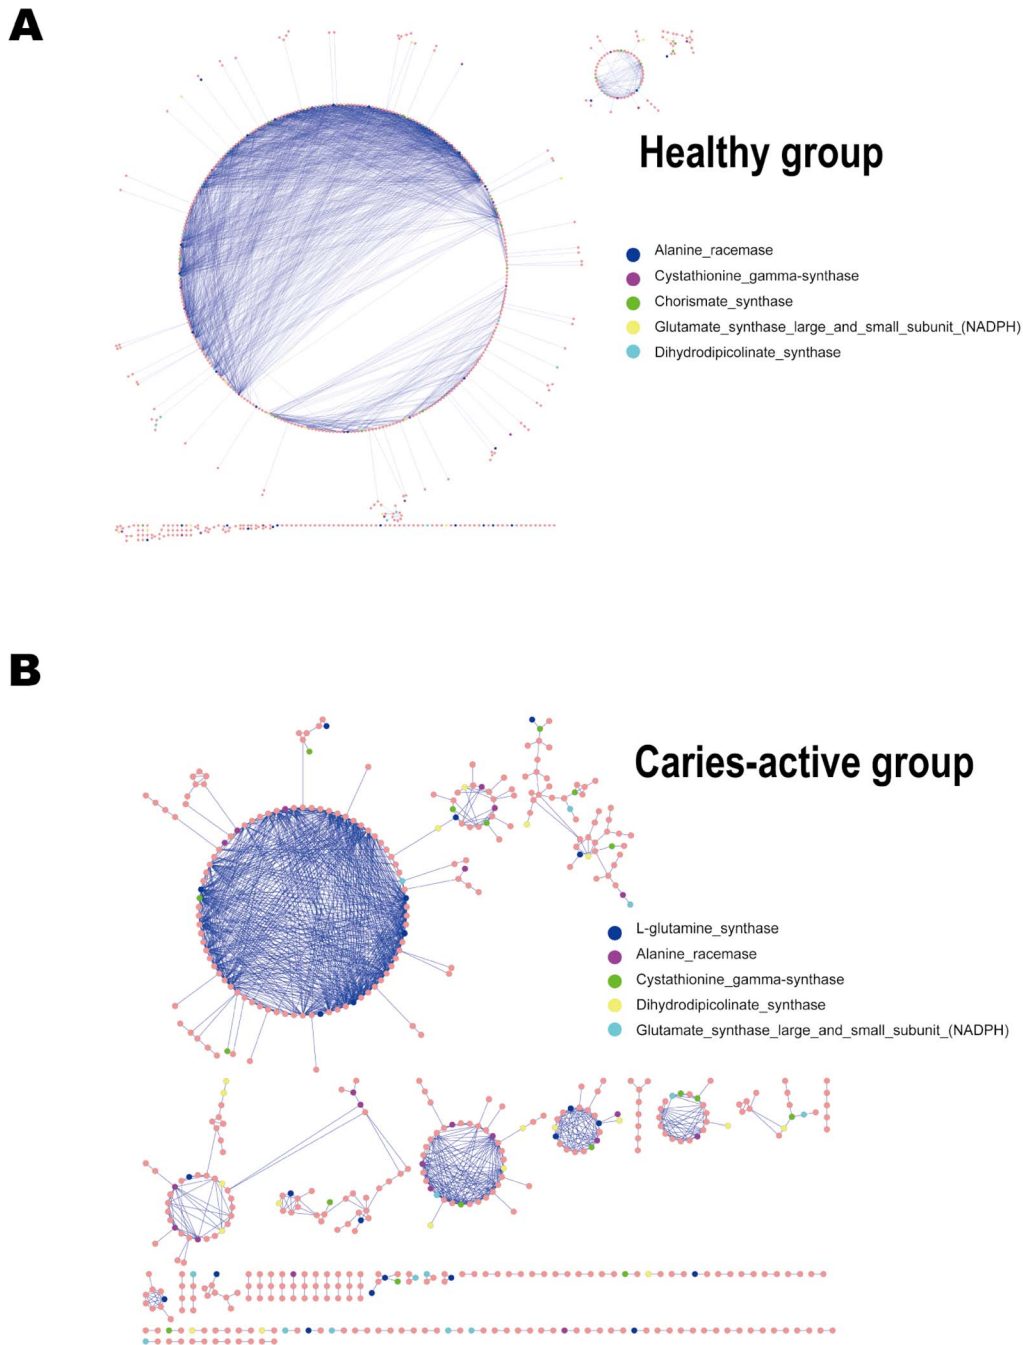 A
Healthy group
Alanine_racemase
Cystathionine_gamma-synthase
Chorismate_synthase
Glutamate_synthase_large_and_small_subunit_(NADPH)
Dihydrodipicolinate_synthase
B
Caries-active group
L-glutamine_synthase
Alanine_racemase
Cystathionine_gamma-synthase
Dihydrodipicolinate_synthase
Glutamate_synthase_large_and_small_subunit_(NADPH)